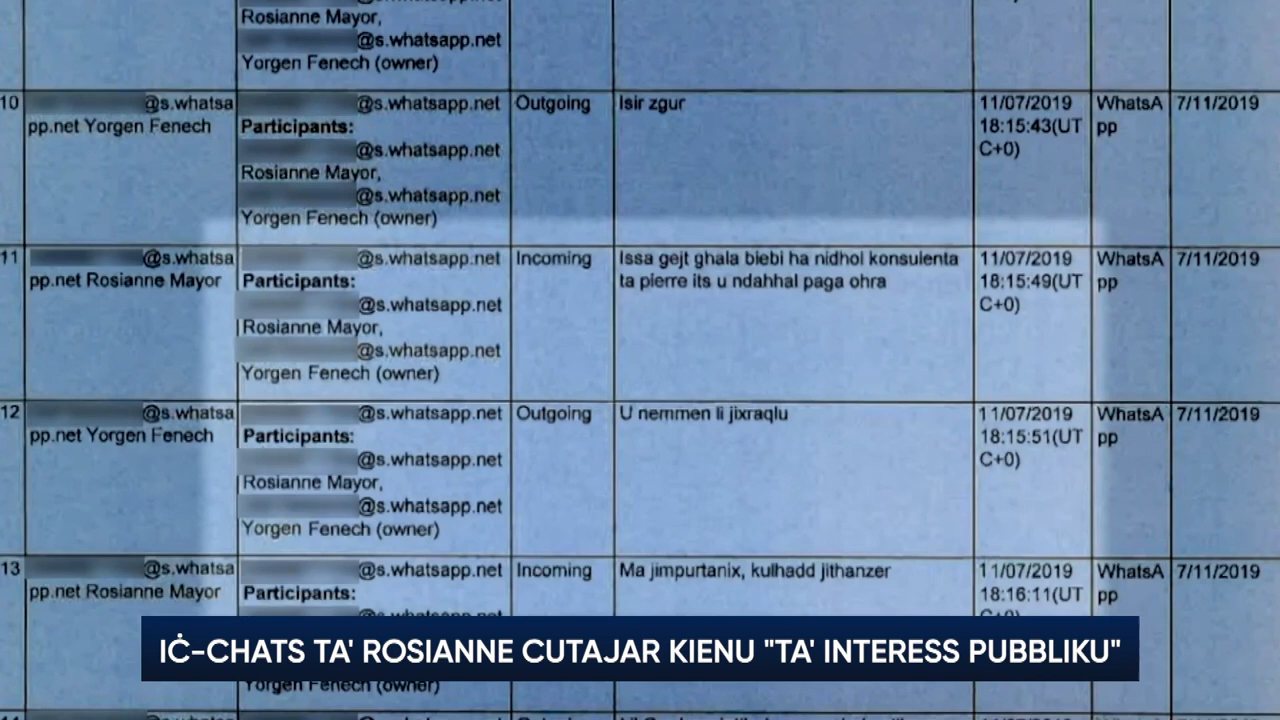 Rosianne Mayor,
@s.whatsapp.net
Yorgen Fenech (owner)
10
@s.whatsa
pp.net Yorgen Fenech
@s.whatsapp.net
Participants:
@s.whatsapp.net
Rosianne Mayor,
@s.whatsapp.net
Yorgen Fenech (owner)
Outgoing
Isir zgur
11/07/2019
18:15:43(UT
C+0)
WhatsA
pp
7/11/2019
11
@s.whatsa
pp.net Rosianne Mayor
@s.whatsapp.net
Participants:
@s.whatsapp.net
Rosianne Mayor,
@s.whatsapp.net
Yorgen Fenech (owner)
Incoming
Issa gejt ghala biebi ha nidhol konsulenta
ta pierre its u ndahhal paga ohra
11/07/2019
18:15:49(UT
C+0)
WhatsA
pp
7/11/2019
12
@s.whatsa
pp.net Yorgen Fenech
@s.whatsapp.net
Participants:
@s.whatsapp.net
Rosianne Mayor,
@s.whatsapp.net
Yorgen Fenech (owner)
Outgoing
U nemmen li jixraqlu
11/07/2019
18:15:51(UT
C+0)
WhatsA
pp
7/11/2019
13
@s.whatsa
pp.net Rosianne Mayor
@s.whatsapp.net
Participants:
Incoming
Ma jimpurtanix, kulhadd jithanzer
11/07/2019
18:16:11(UT
WhatsA
pp
7/11/2019
IĊ-CHATS TA' ROSIANNE CUTAJAR KIENU "TA' INTERESS PUBBLIKU"
Yorgen Fenech (owner)